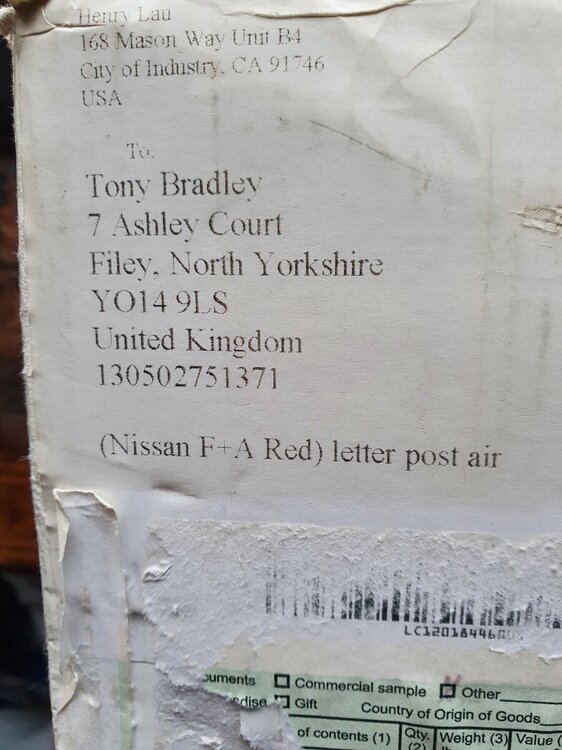 Henry Lau
168 Mason Way Unit B4
City of Industry, CA 91746
USA
To:
Tony Bradley
7 Ashley Court
Filey, North Yorkshire
YO14 9LS
United Kingdom
130502751371
(Nissan F+A Red) letter post air
Commercial sample Other
Gift Country of Origin of Goods
of contents (1) Qty. (2) Weight (3) Value